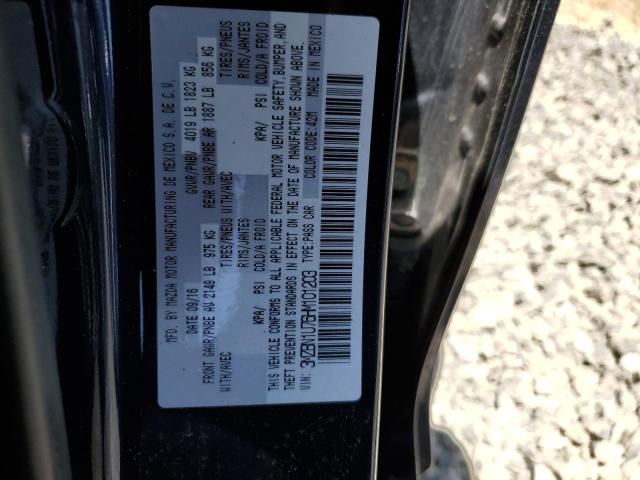 MFD. BY MAZDA MOTOR MANUFACTURING DE MEXICO S.A. DE C.V.
DATE 09/16 GVWR/PNBV 4019 LB 1823 KG
FRONT GAWR/PNBE AV 2149 LB 975 KG REAR GAWR/PNBE AR 1887 LB 856 KG
WITH/AVEC TIRES/PNEUS WITH/AVEC TIRES/PNEUS
RIMS/JANTES RIMS/JANTES
KPA/ PSI COLD/A FROID KPA/ PSI COLD/A FROID
THIS VEHICLE CONFORMS TO ALL APPLICABLE FEDERAL MOTOR VEHICLE SAFETY, BUMPER, AND
THEFT PREVENTION STANDARDS IN EFFECT ON THE DATE OF MANUFACTURE SHOWN ABOVE.
VIN: 3MZBN1U76HM101203 TYPE:PASS CAR COLOR CODE:42M MADE IN MEXICO